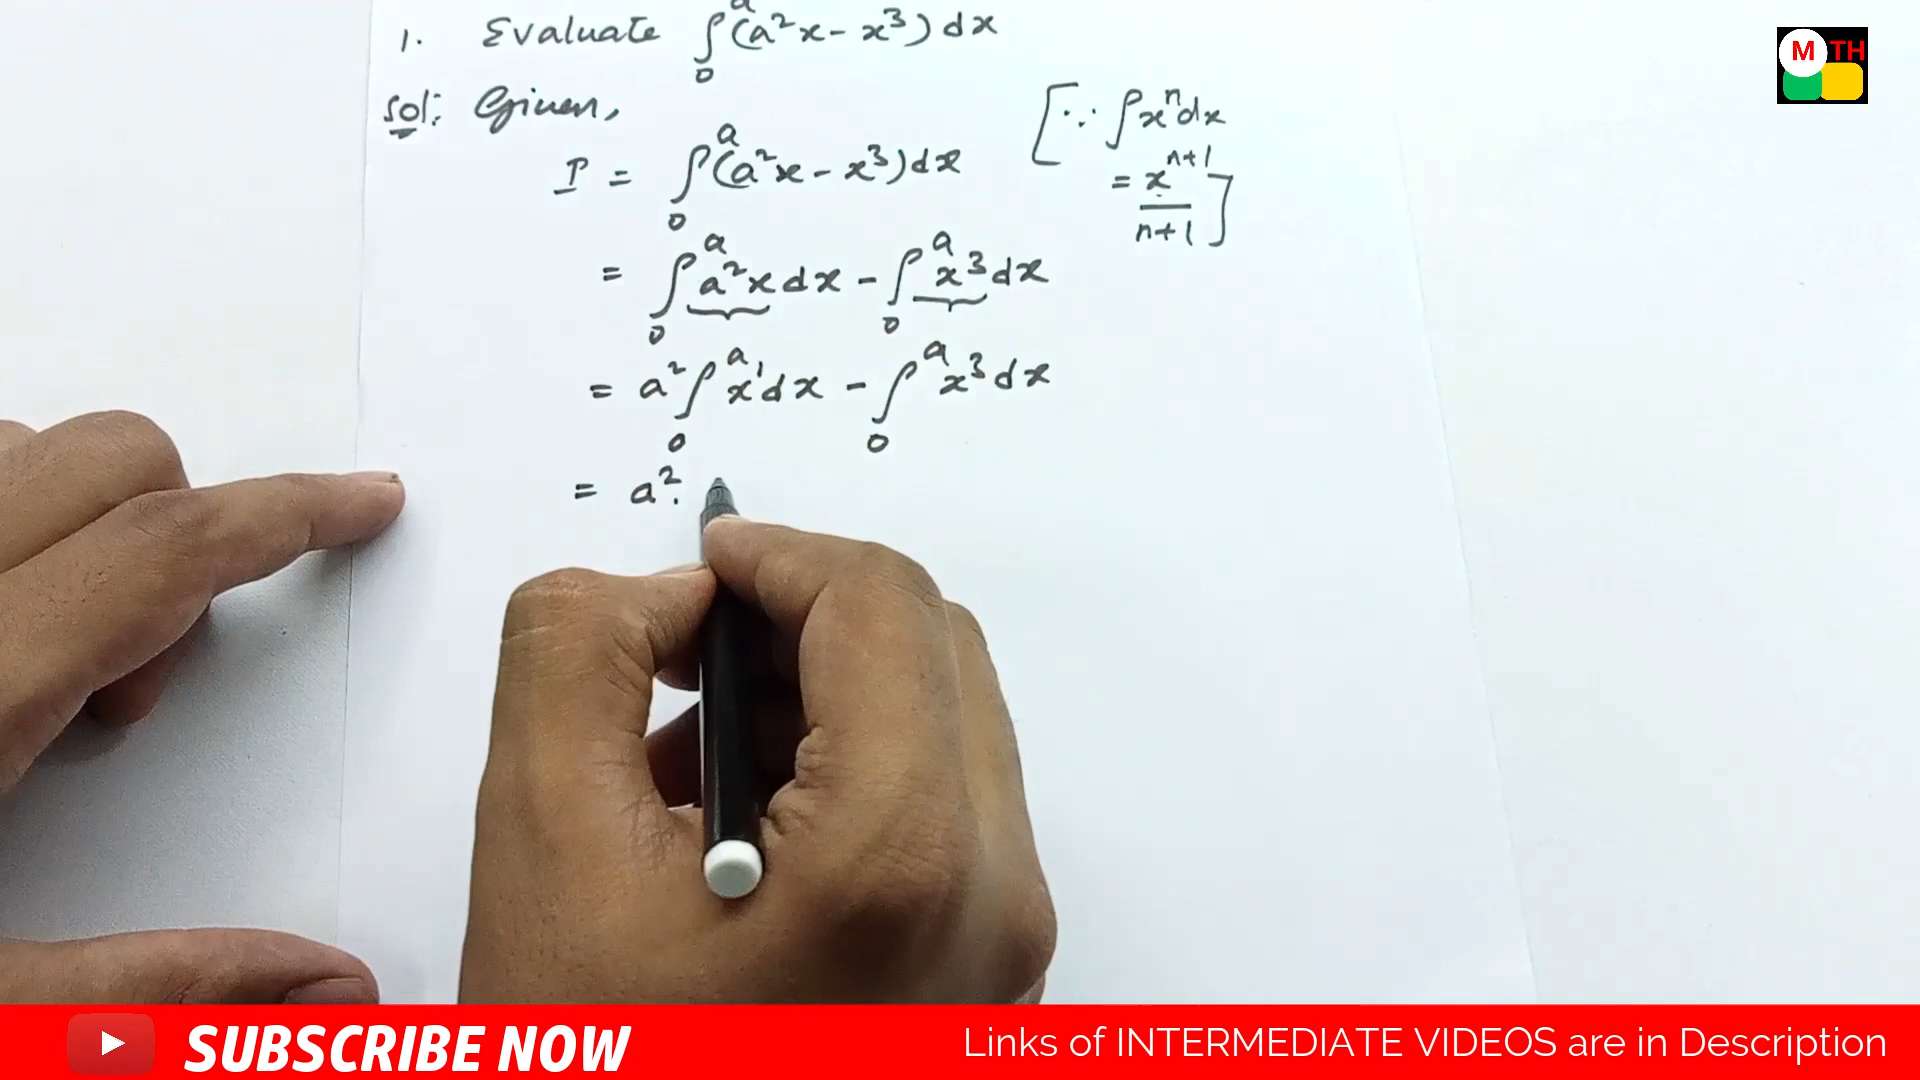 1. Evaluate ∫₀ᵃ (a²x - x³) dx
M TH
Sol: Given,
I = ∫₀ᵃ (a²x - x³) dx
[∵ ∫xⁿdx
= xⁿ⁺¹
n+1 ]
= ∫₀ᵃ a²x dx - ∫₀ᵃ x³ dx
= a² ∫₀ᵃ x¹ dx - ∫₀ᵃ x³ dx
= a².
SUBSCRIBE NOW
Links of INTERMEDIATE VIDEOS are in Description